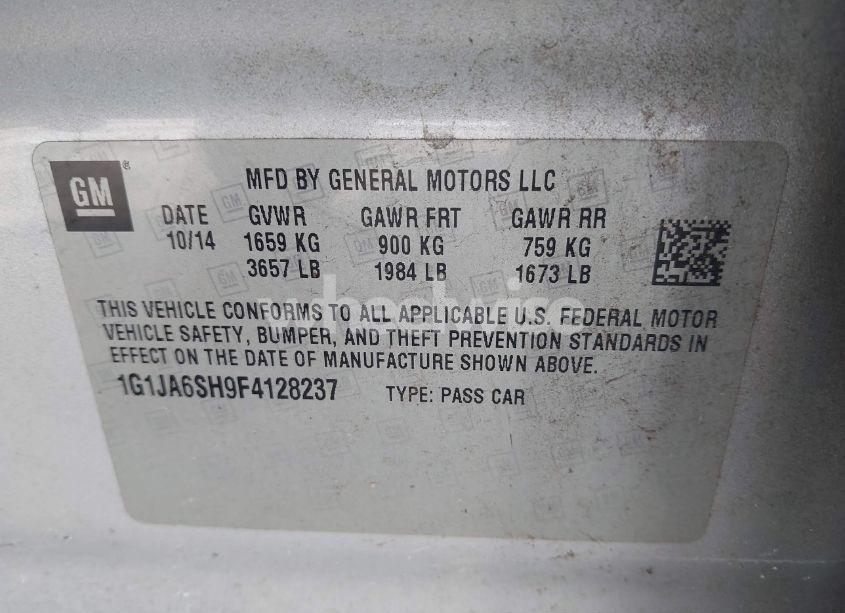 GM®
MFD BY GENERAL MOTORS LLC
DATE GVWR GAWR FRT GAWR RR
10/14 1659 KG 900 KG 759 KG
3657 LB 1984 LB 1673 LB
THIS VEHICLE CONFORMS TO ALL APPLICABLE U.S. FEDERAL MOTOR
VEHICLE SAFETY, BUMPER, AND THEFT PREVENTION STANDARDS IN
EFFECT ON THE DATE OF MANUFACTURE SHOWN ABOVE.
1G1JA6SH9F4128237 TYPE: PASS CAR